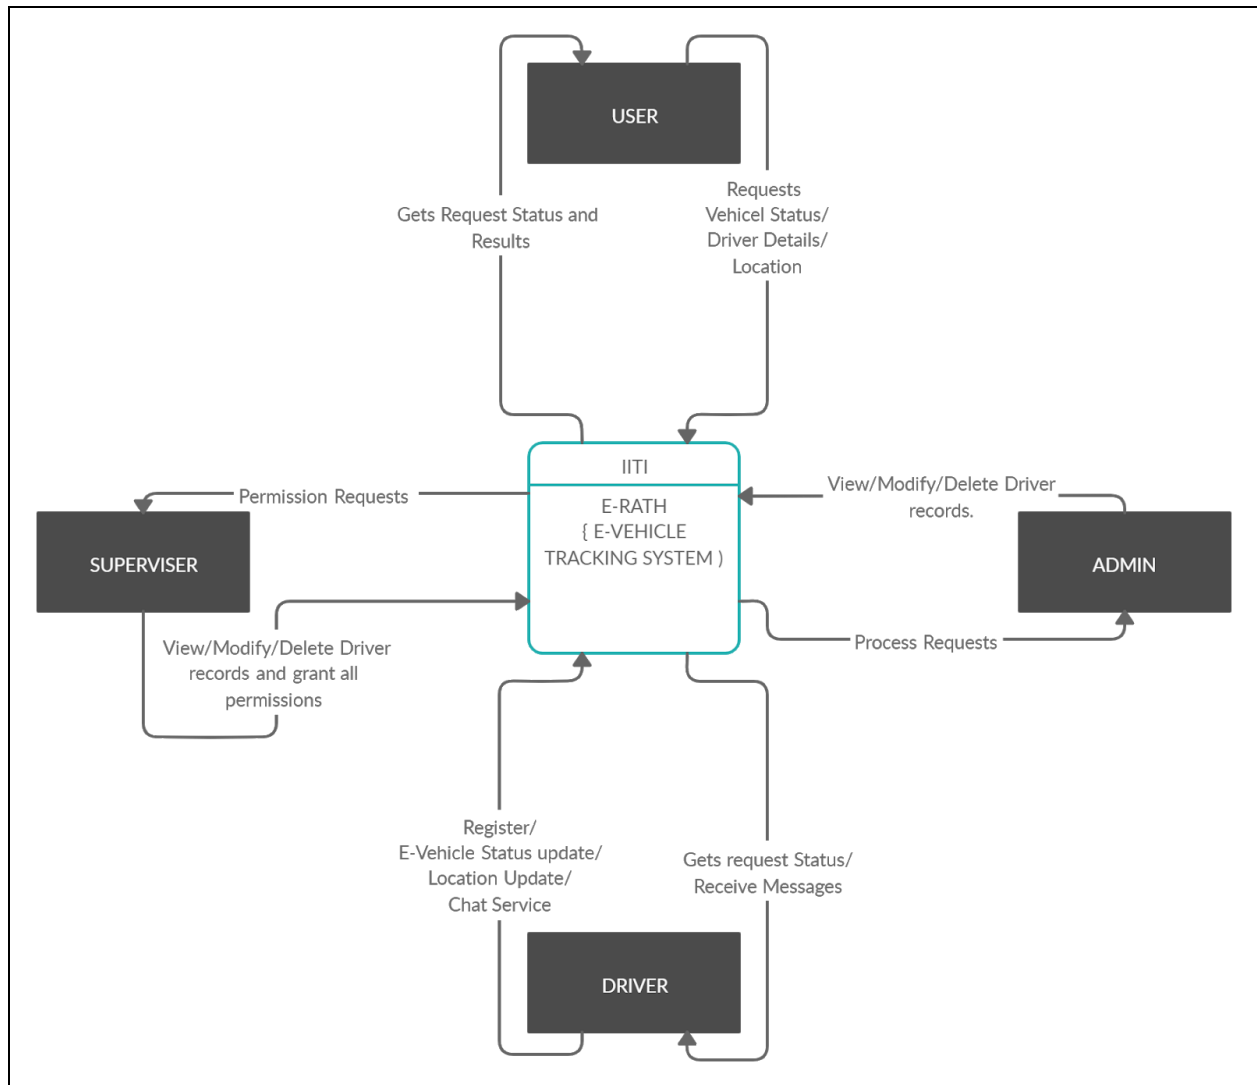 USER
Gets Request Status and
Results
Requests
Vehicel Status/
Driver Details/
Location
IITI
E-RATH
{ E-VEHICLE
TRACKING SYSTEM )
Permission Requests
SUPERVISER
View/Modify/Delete Driver
records and grant all
permissions
View/Modify/Delete Driver
records.
ADMIN
Process Requests
Register/
E-Vehicle Status update/
Location Update/
Chat Service
Gets request Status/
Receive Messages
DRIVER